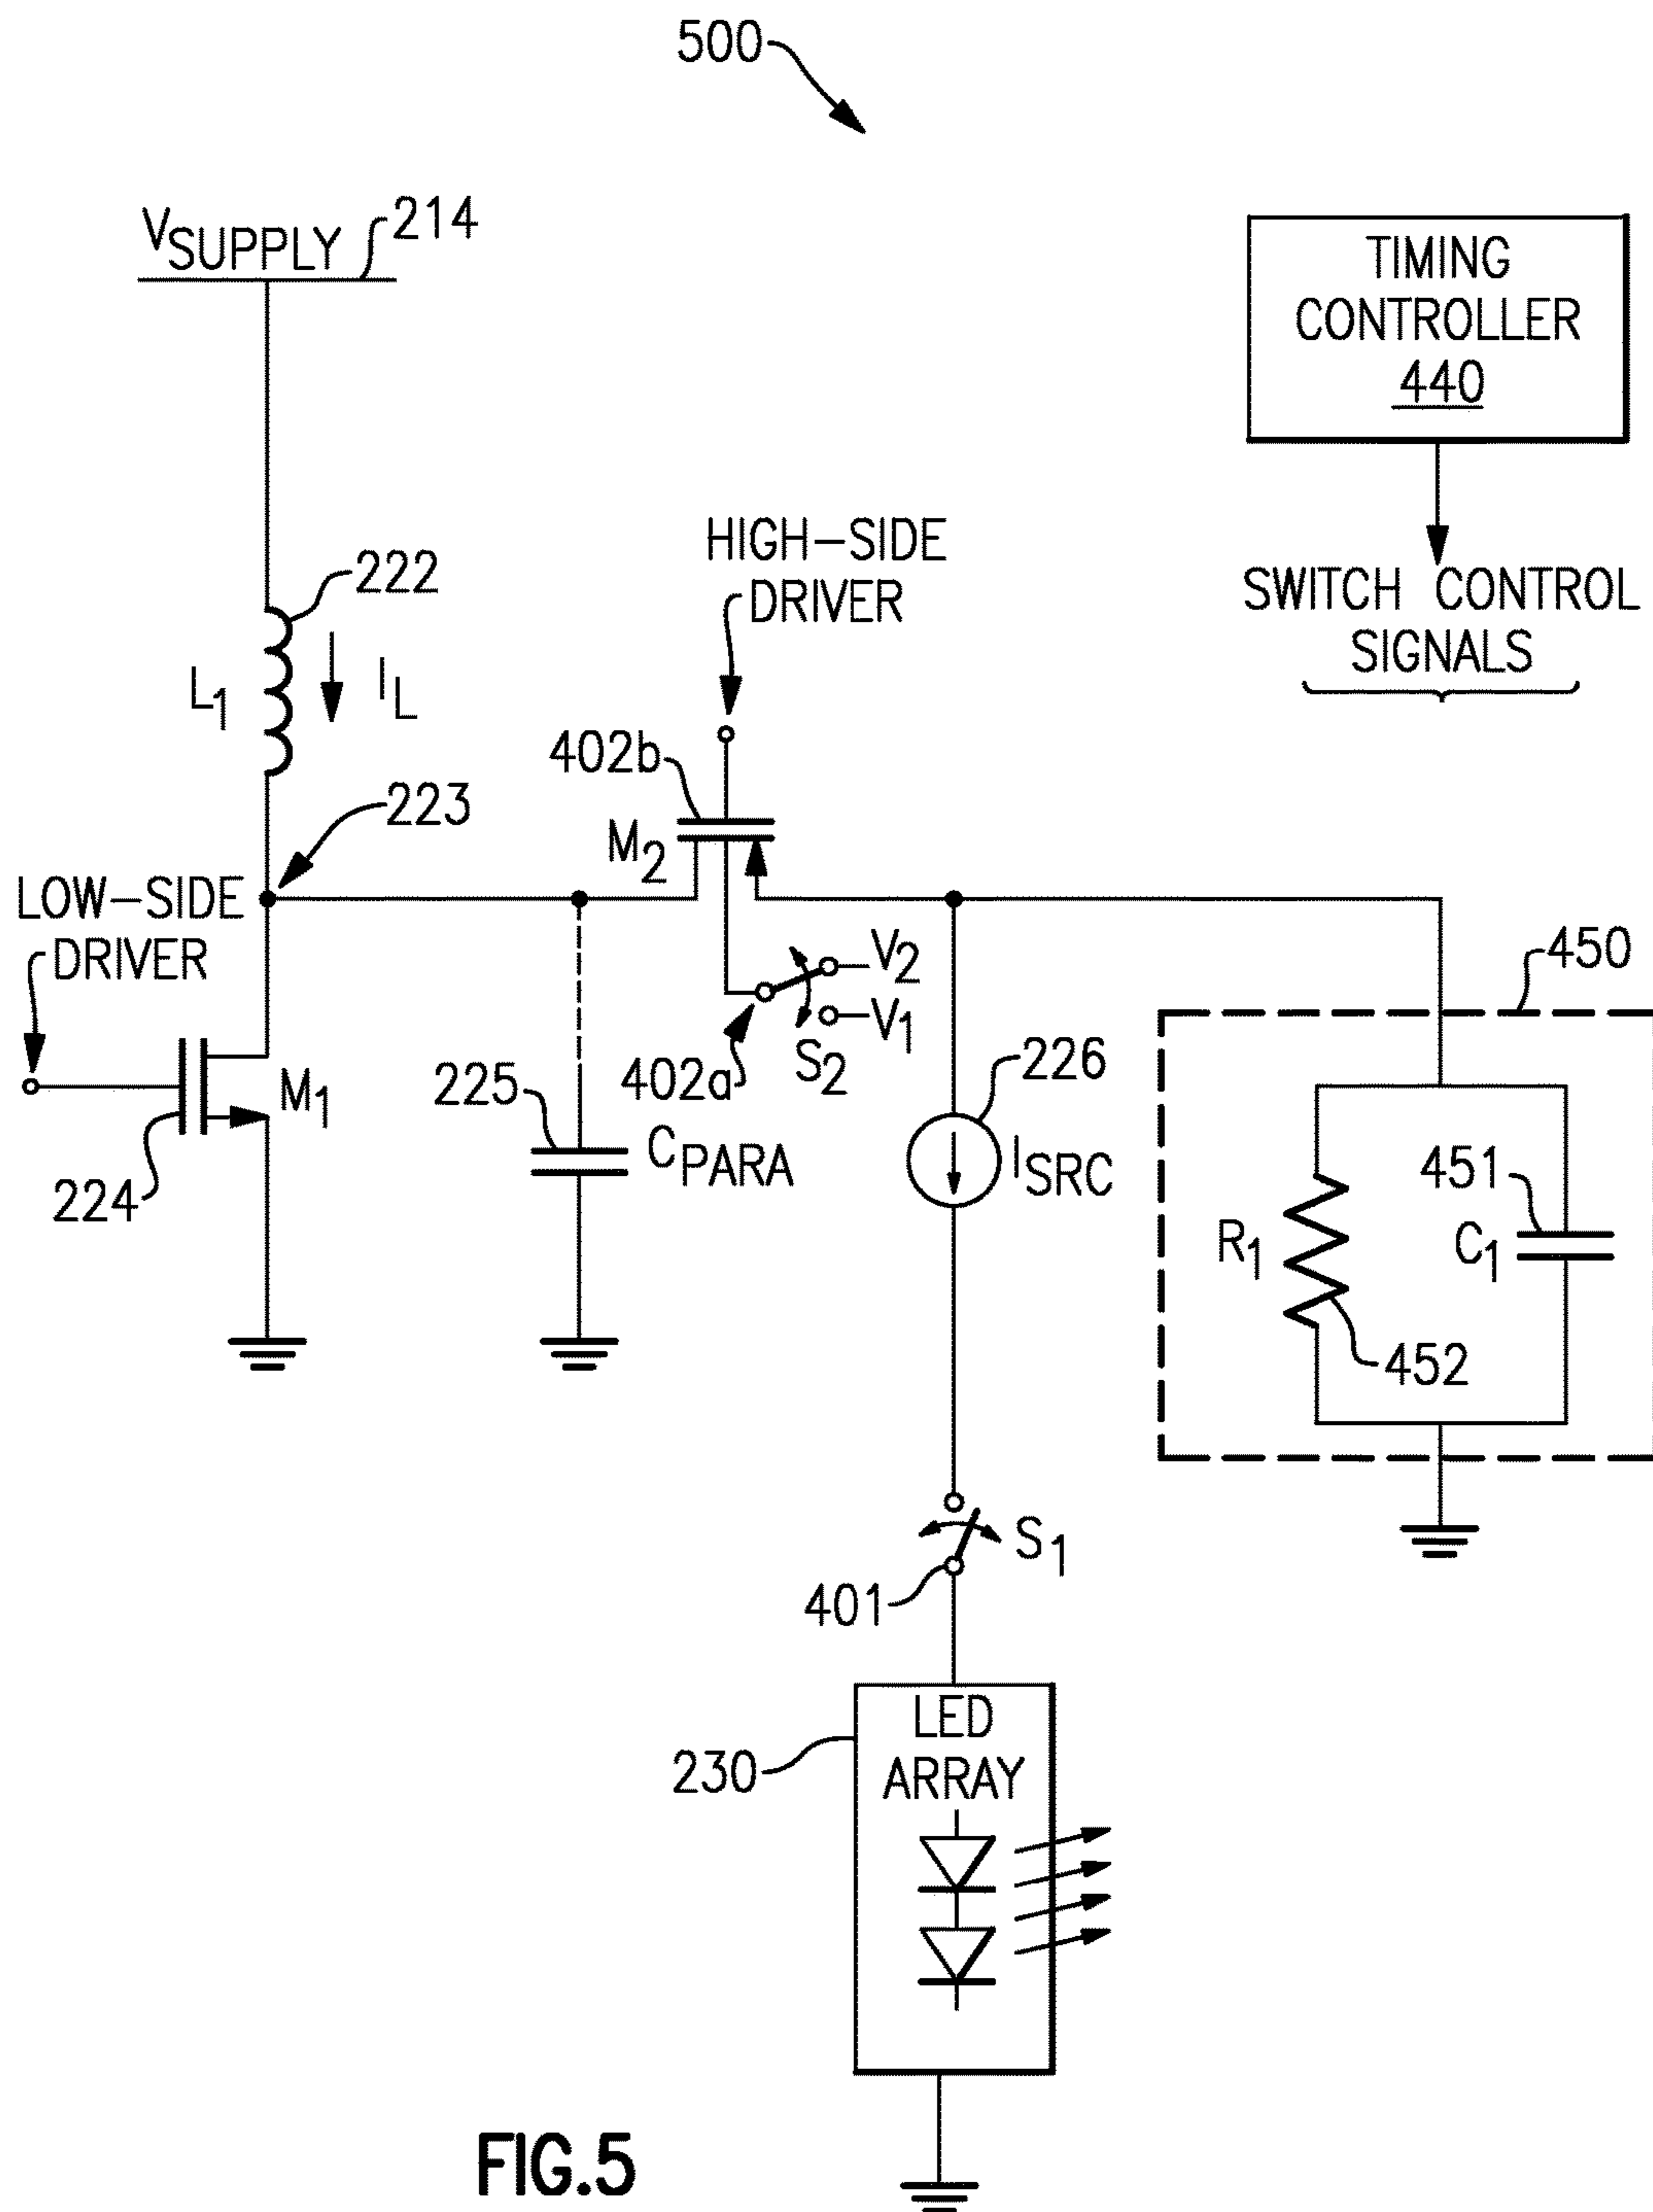 500
VSUPPLY
214
TIMING
CONTROLLER
440
SWITCH CONTROL
SIGNALS
HIGH-SIDE
DRIVER
222
L1
IL
402b
M2
223
LOW-SIDE
DRIVER
V2
V1
S2
402a
450
M1
224
225
CPARA
226
ISRC
R1
451
C1
452
S1
401
LED
ARRAY
230
FIG.5